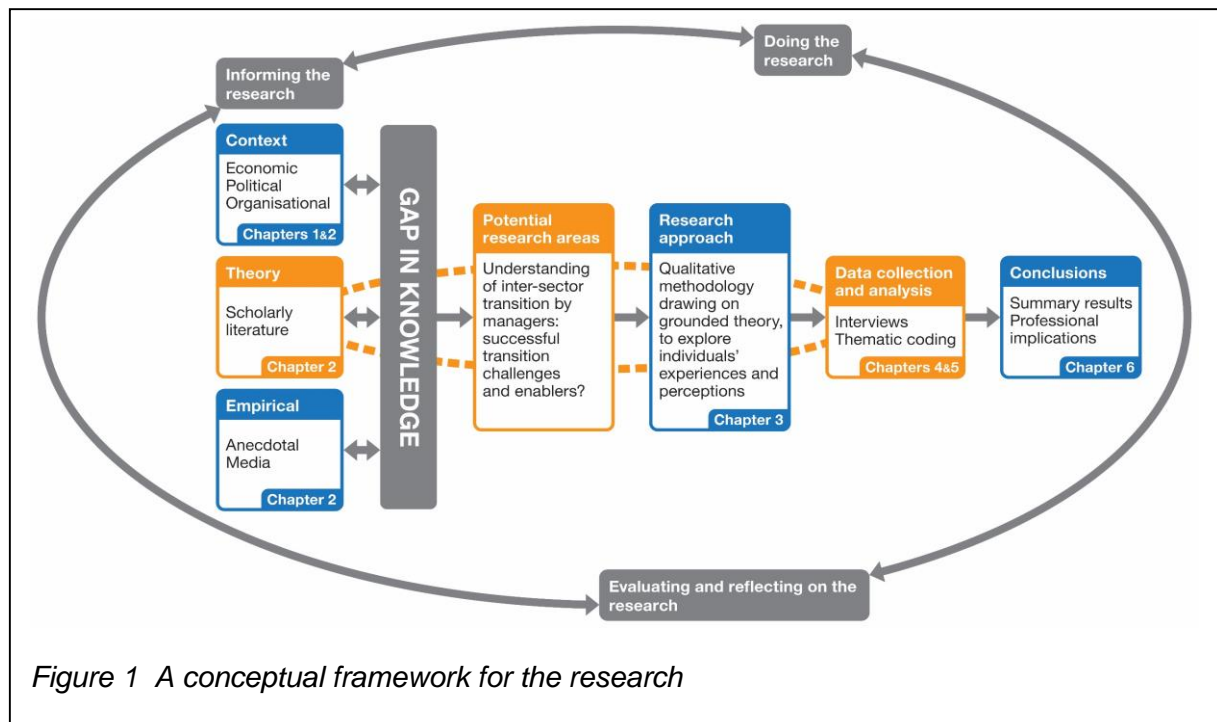 Informing the
research
Doing the
research
Context
Economic
Political
Organisational
Chapters 1&2
Theory
Scholarly
literature
Chapter 2
Empirical
Anecdotal
Media
Chapter 2
GAP IN KNOWLEDGE
Potential
research areas
Understanding
of inter-sector
transition by
managers:
successful
transition
challenges
and enablers?
Research
approach
Qualitative
methodology
drawing on
grounded theory,
to explore
individuals'
experiences and
perceptions
Chapter 3
Data collection
and analysis
Interviews
Thematic coding
Chapters 4&5
Conclusions
Summary results
Professional
implications
Chapter 6
Evaluating and reflecting on the
research
Figure 1 A conceptual framework for the research